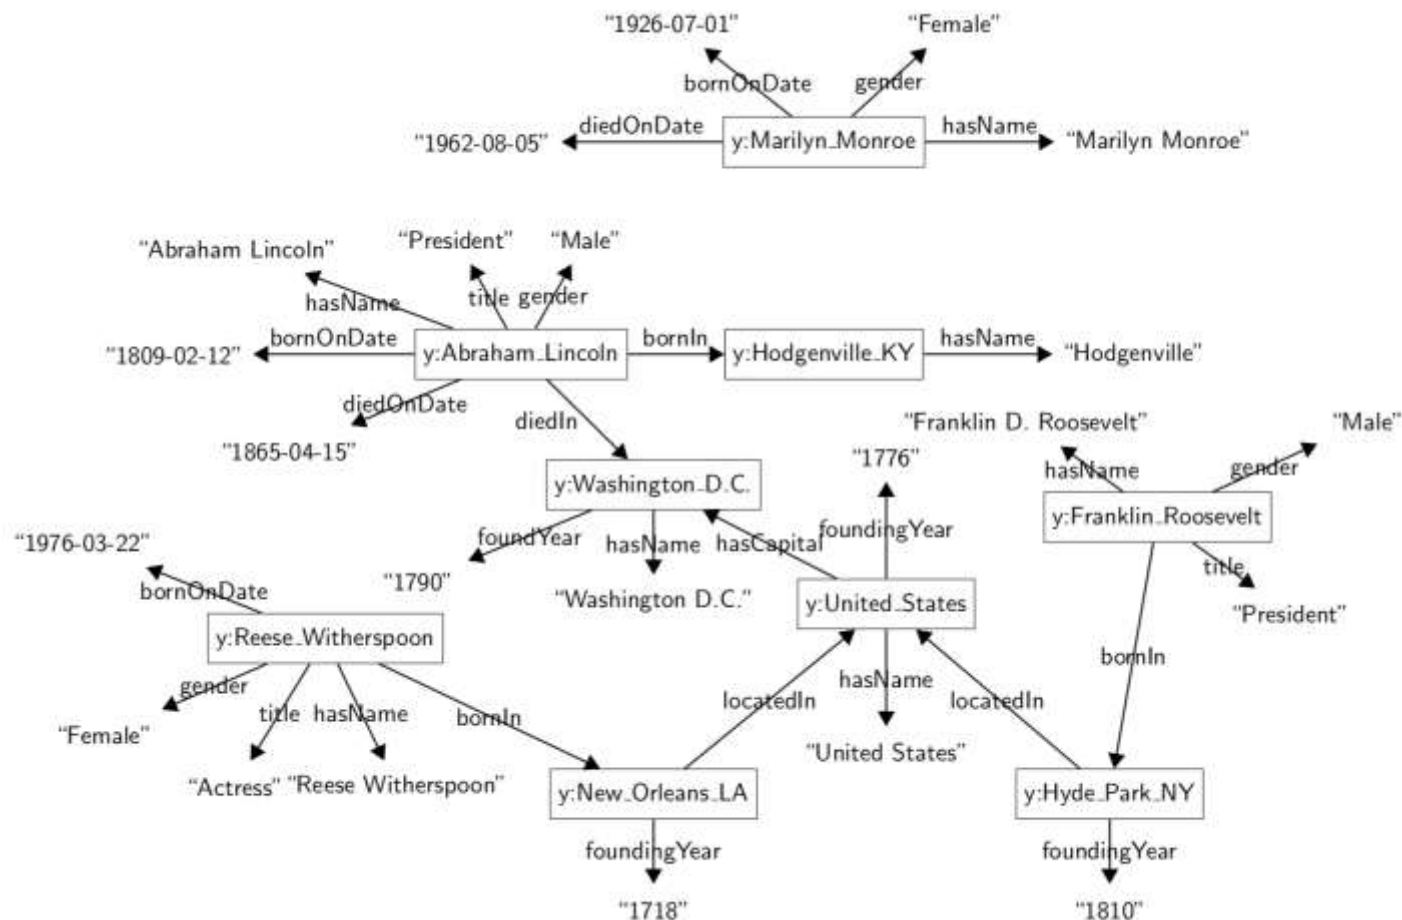 “1926-07-01” “Female”
bornOnDate gender
“1962-08-05” diedOnDate y:Marilyn_Monroe hasName “Marilyn Monroe”
“Abraham Lincoln” “President” “Male”
hasName title gender
“1809-02-12” bornOnDate y:Abraham_Lincoln bornIn y:Hodgenville_KY hasName “Hodgenville”
diedOnDate diedIn
“1865-04-15”
“Franklin D. Roosevelt” “Male”
“1776” hasName gender
y:Washington_D.C. y:Franklin_Roosevelt
“1976-03-22” foundYear hasName hasCapital foundingYear title
bornOnDate “1790” “Washington D.C.” y:United_States “President”
y:Reese_Witherspoon
gender title hasName bornIn locatedIn hasName locatedIn bornIn
“Female” “United States”
“Actress” “Reese Witherspoon” y:New_Orleans_LA y:Hyde_Park_NY
foundingYear foundingYear
“1718” “1810”